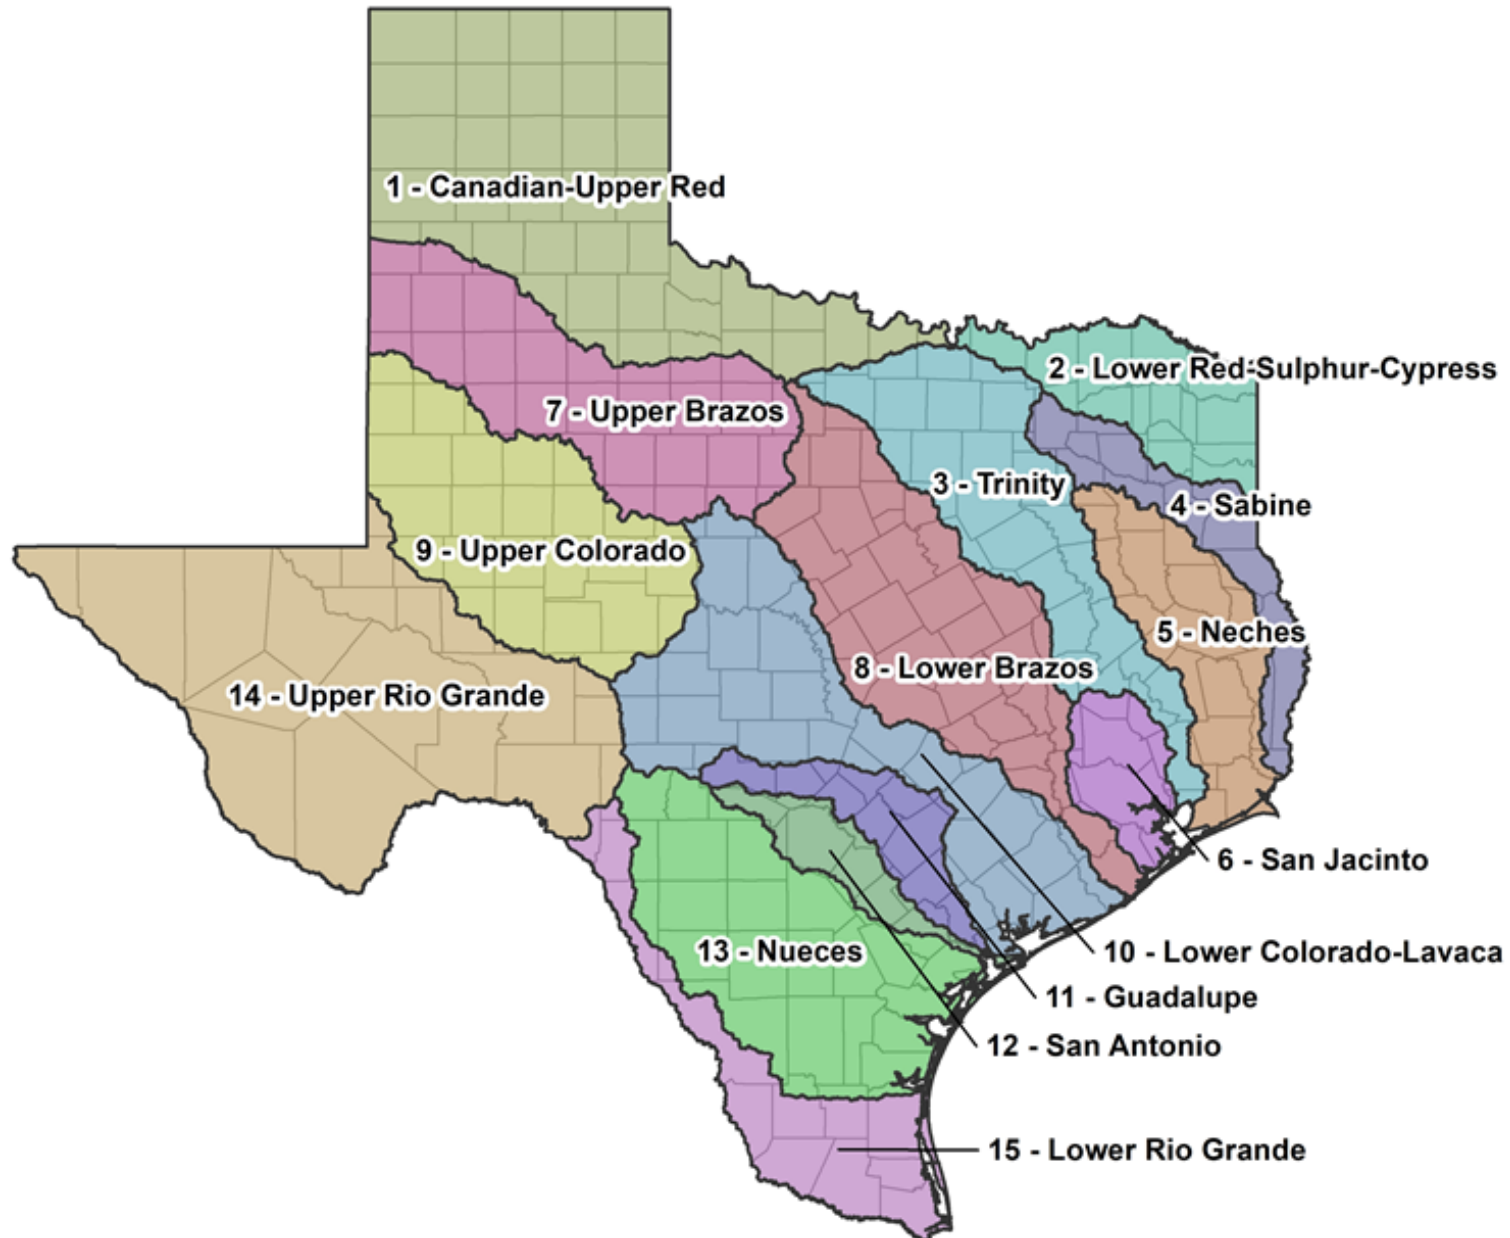 1 - Canadian-Upper Red
2 - Lower Red-Sulphur-Cypress
7 - Upper Brazos
3 - Trinity
4 - Sabine
9 - Upper Colorado
5 - Neches
8 - Lower Brazos
14 - Upper Rio Grande
6 - San Jacinto
13 - Nueces
10 - Lower Colorado-Lavaca
11 - Guadalupe
12 - San Antonio
15 - Lower Rio Grande